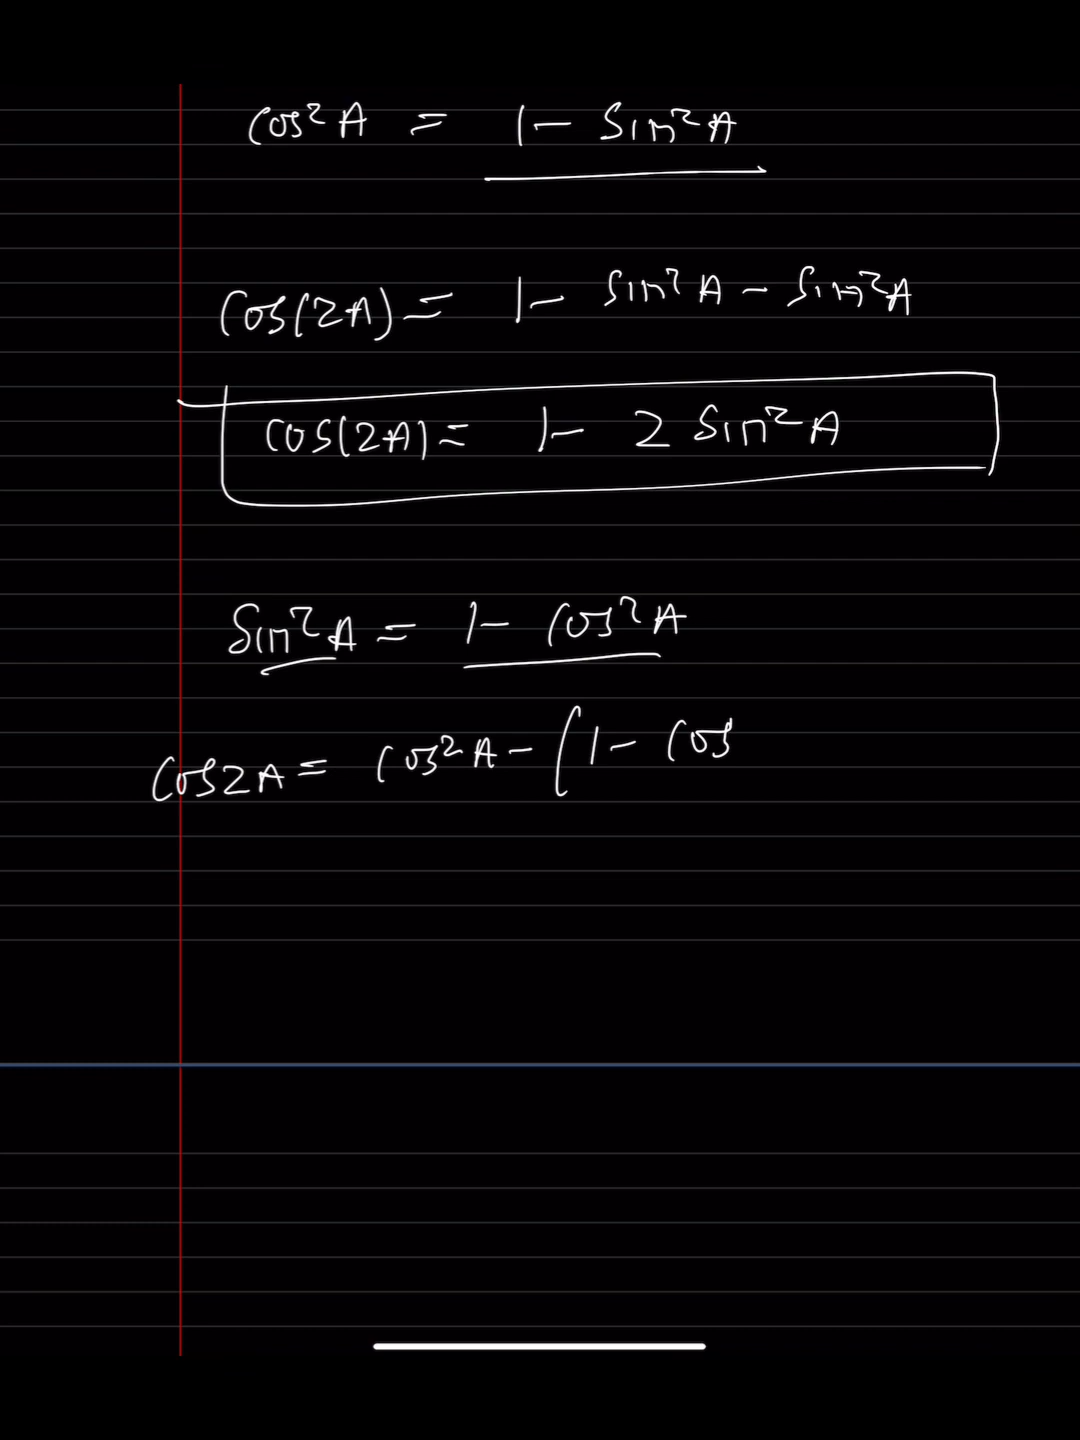 Cos²A = 1 - Sin²A
Cos(2A) = 1 - Sin²A - Sin²A
COS(2A) = 1 - 2 Sin²A
Sin²A = 1 - Cos²A
Cos2A = Cos²A - (1 - Cos